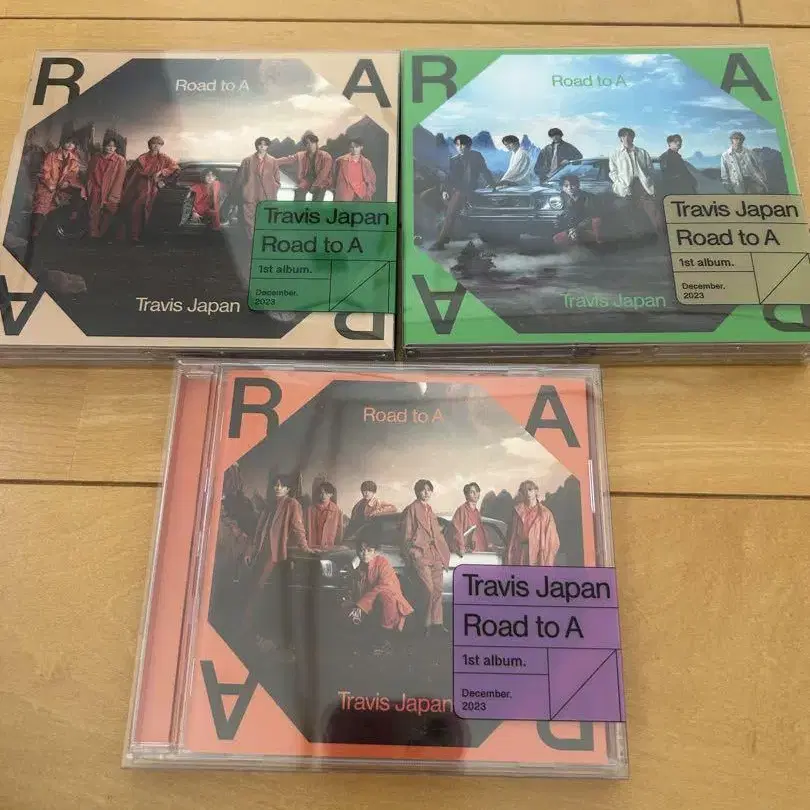 R A
Road to A
Travis Japan
Road to A
1st album.
December.
2023
Travis Japan
A R
R A
Road to A
Travis Japan
Road to A
1st album.
December.
2023
Travis Japan
A R
R A
Road to A
Travis Japan
Road to A
1st album.
December.
2023
Travis Japan
A R